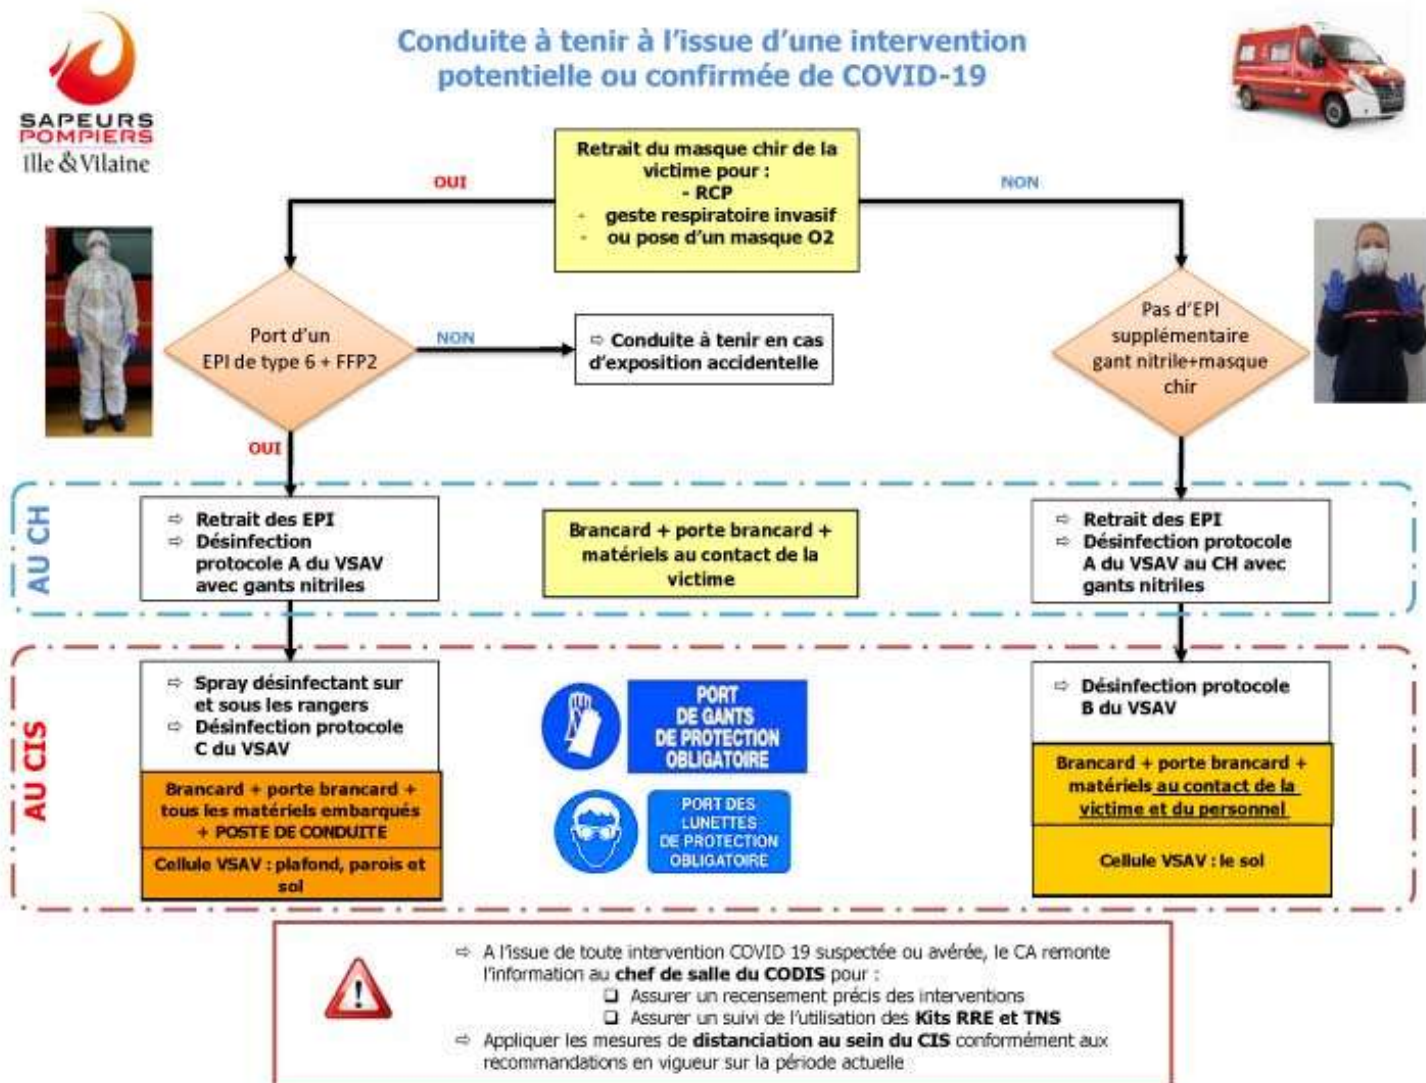 Conduite à tenir à l'issue d'une intervention
potentielle ou confirmée de COVID-19
SAPEURS
POMPIERS
Ille & Vilaine
Retrait du masque chir de la
victime pour :
- RCP
- geste respiratoire invasif
- ou pose d'un masque O2
OUI
NON
Port d'un
EPI de type 6 + FFP2
NON
⇨ Conduite à tenir en cas
d'exposition accidentelle
Pas d'EPI
supplémentaire
gant nitrile+masque
chir
OUI
AU CH
⇨ Retrait des EPI
⇨ Désinfection
protocole A du VSAV
avec gants nitriles
Brancard + porte brancard +
matériels au contact de la
victime
⇨ Retrait des EPI
⇨ Désinfection protocole
A du VSAV au CH avec
gants nitriles
AU CIS
⇨ Spray désinfectant sur
et sous les rangers
⇨ Désinfection protocole
C du VSAV
Brancard + porte brancard +
tous les matériels embarqués
+ POSTE DE CONDUITE
Cellule VSAV : plafond, parois et
sol
PORT
DE GANTS
DE PROTECTION
OBLIGATOIRE
PORT DES
LUNETTES
DE PROTECTION
OBLIGATOIRE
⇨ Désinfection protocole
B du VSAV
Brancard + porte brancard +
matériels au contact de la
victime et du personnel
Cellule VSAV : le sol
⇨ A l'issue de toute intervention COVID 19 suspectée ou avérée, le CA remonte
l'information au chef de salle du CODIS pour :
❑ Assurer un recensement précis des interventions
❑ Assurer un suivi de l'utilisation des Kits RRE et TNS
⇨ Appliquer les mesures de distanciation au sein du CIS conformément aux
recommandations en vigueur sur la période actuelle